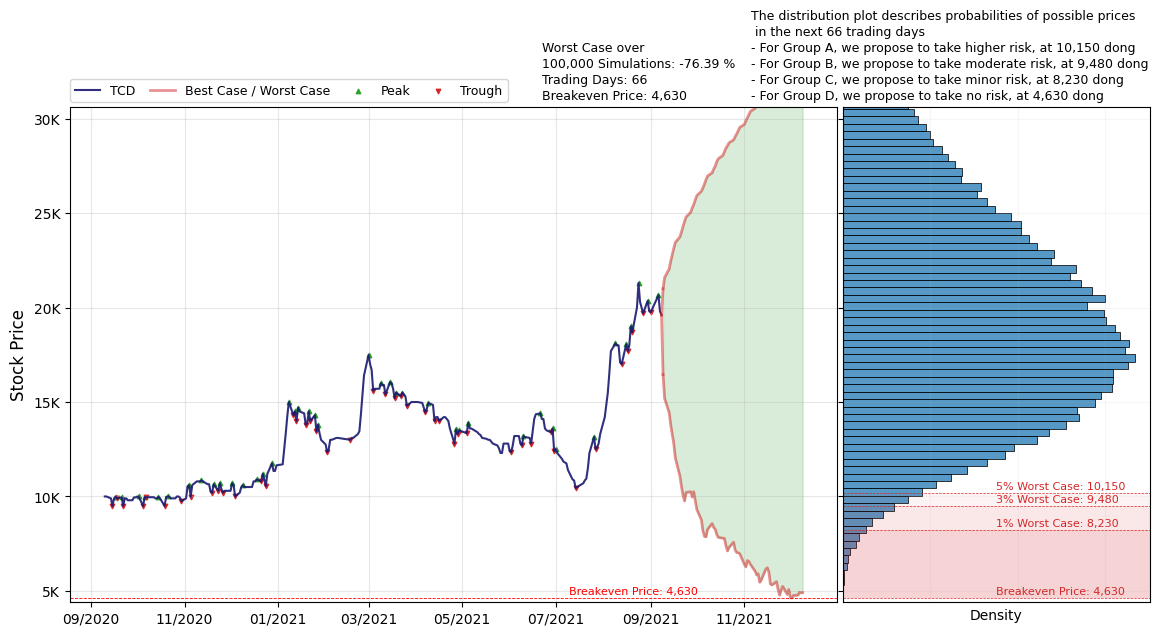 The distribution plot describes probabilities of possible prices
in the next 66 trading days
- For Group A, we propose to take higher risk, at 10,150 dong
- For Group B, we propose to take moderate risk, at 9,480 dong
- For Group C, we propose to take minor risk, at 8,230 dong
- For Group D, we propose to take no risk, at 4,630 dong
Worst Case over
100,000 Simulations: -76.39 %
Trading Days: 66
Breakeven Price: 4,630
TCD
Best Case / Worst Case
Peak
Trough
Stock Price
30K
25K
20K
15K
10K
5K
Breakeven Price: 4,630
09/2020
11/2020
01/2021
03/2021
05/2021
07/2021
09/2021
11/2021
5% Worst Case: 10,150
3% Worst Case: 9,480
1% Worst Case: 8,230
Breakeven Price: 4,630
Density